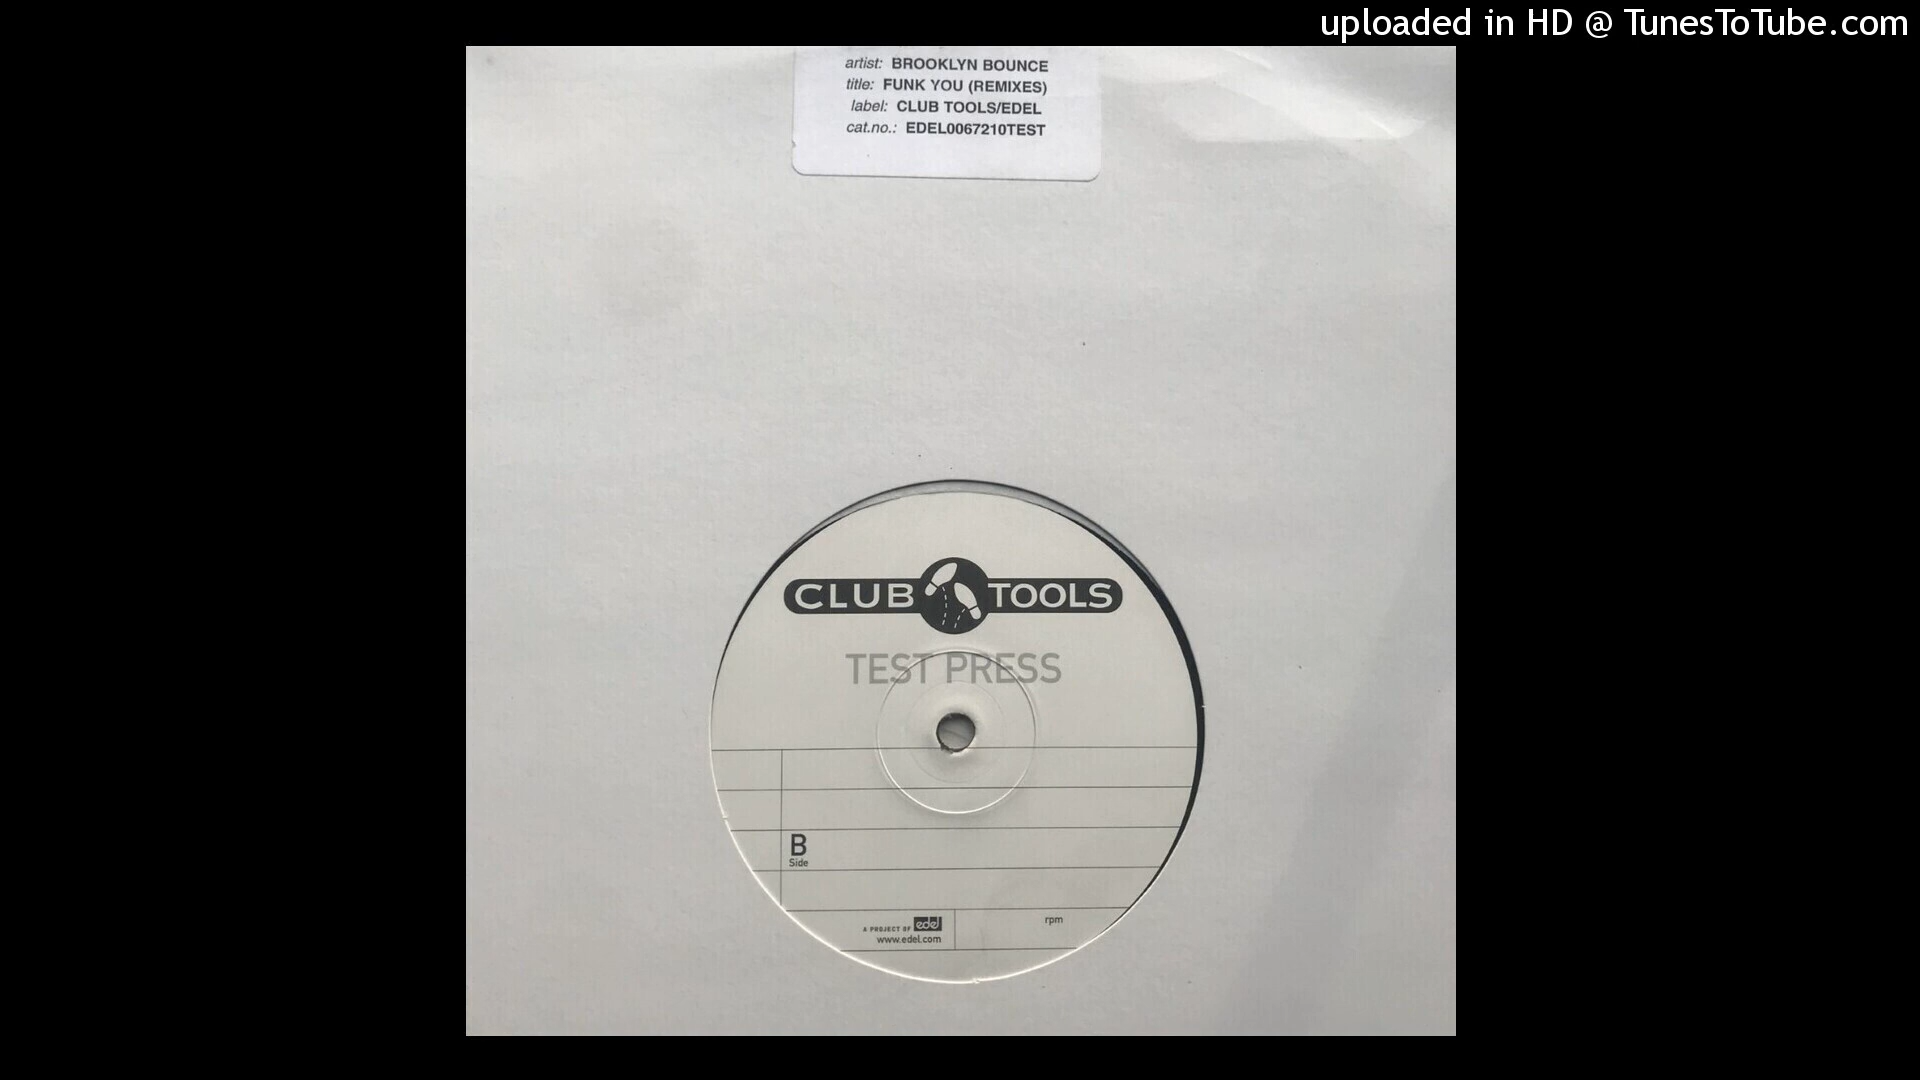 uploaded in HD @ TunesToTube.com
artist: BROOKLYN BOUNCE
title: FUNK YOU (REMIXES)
label: CLUB TOOLS/EDEL
cat.no.: EDEL0067210TEST
CLUB TOOLS
TEST PRESS
B
Side
A PROJECT OF edel
www.edel.com
rpm